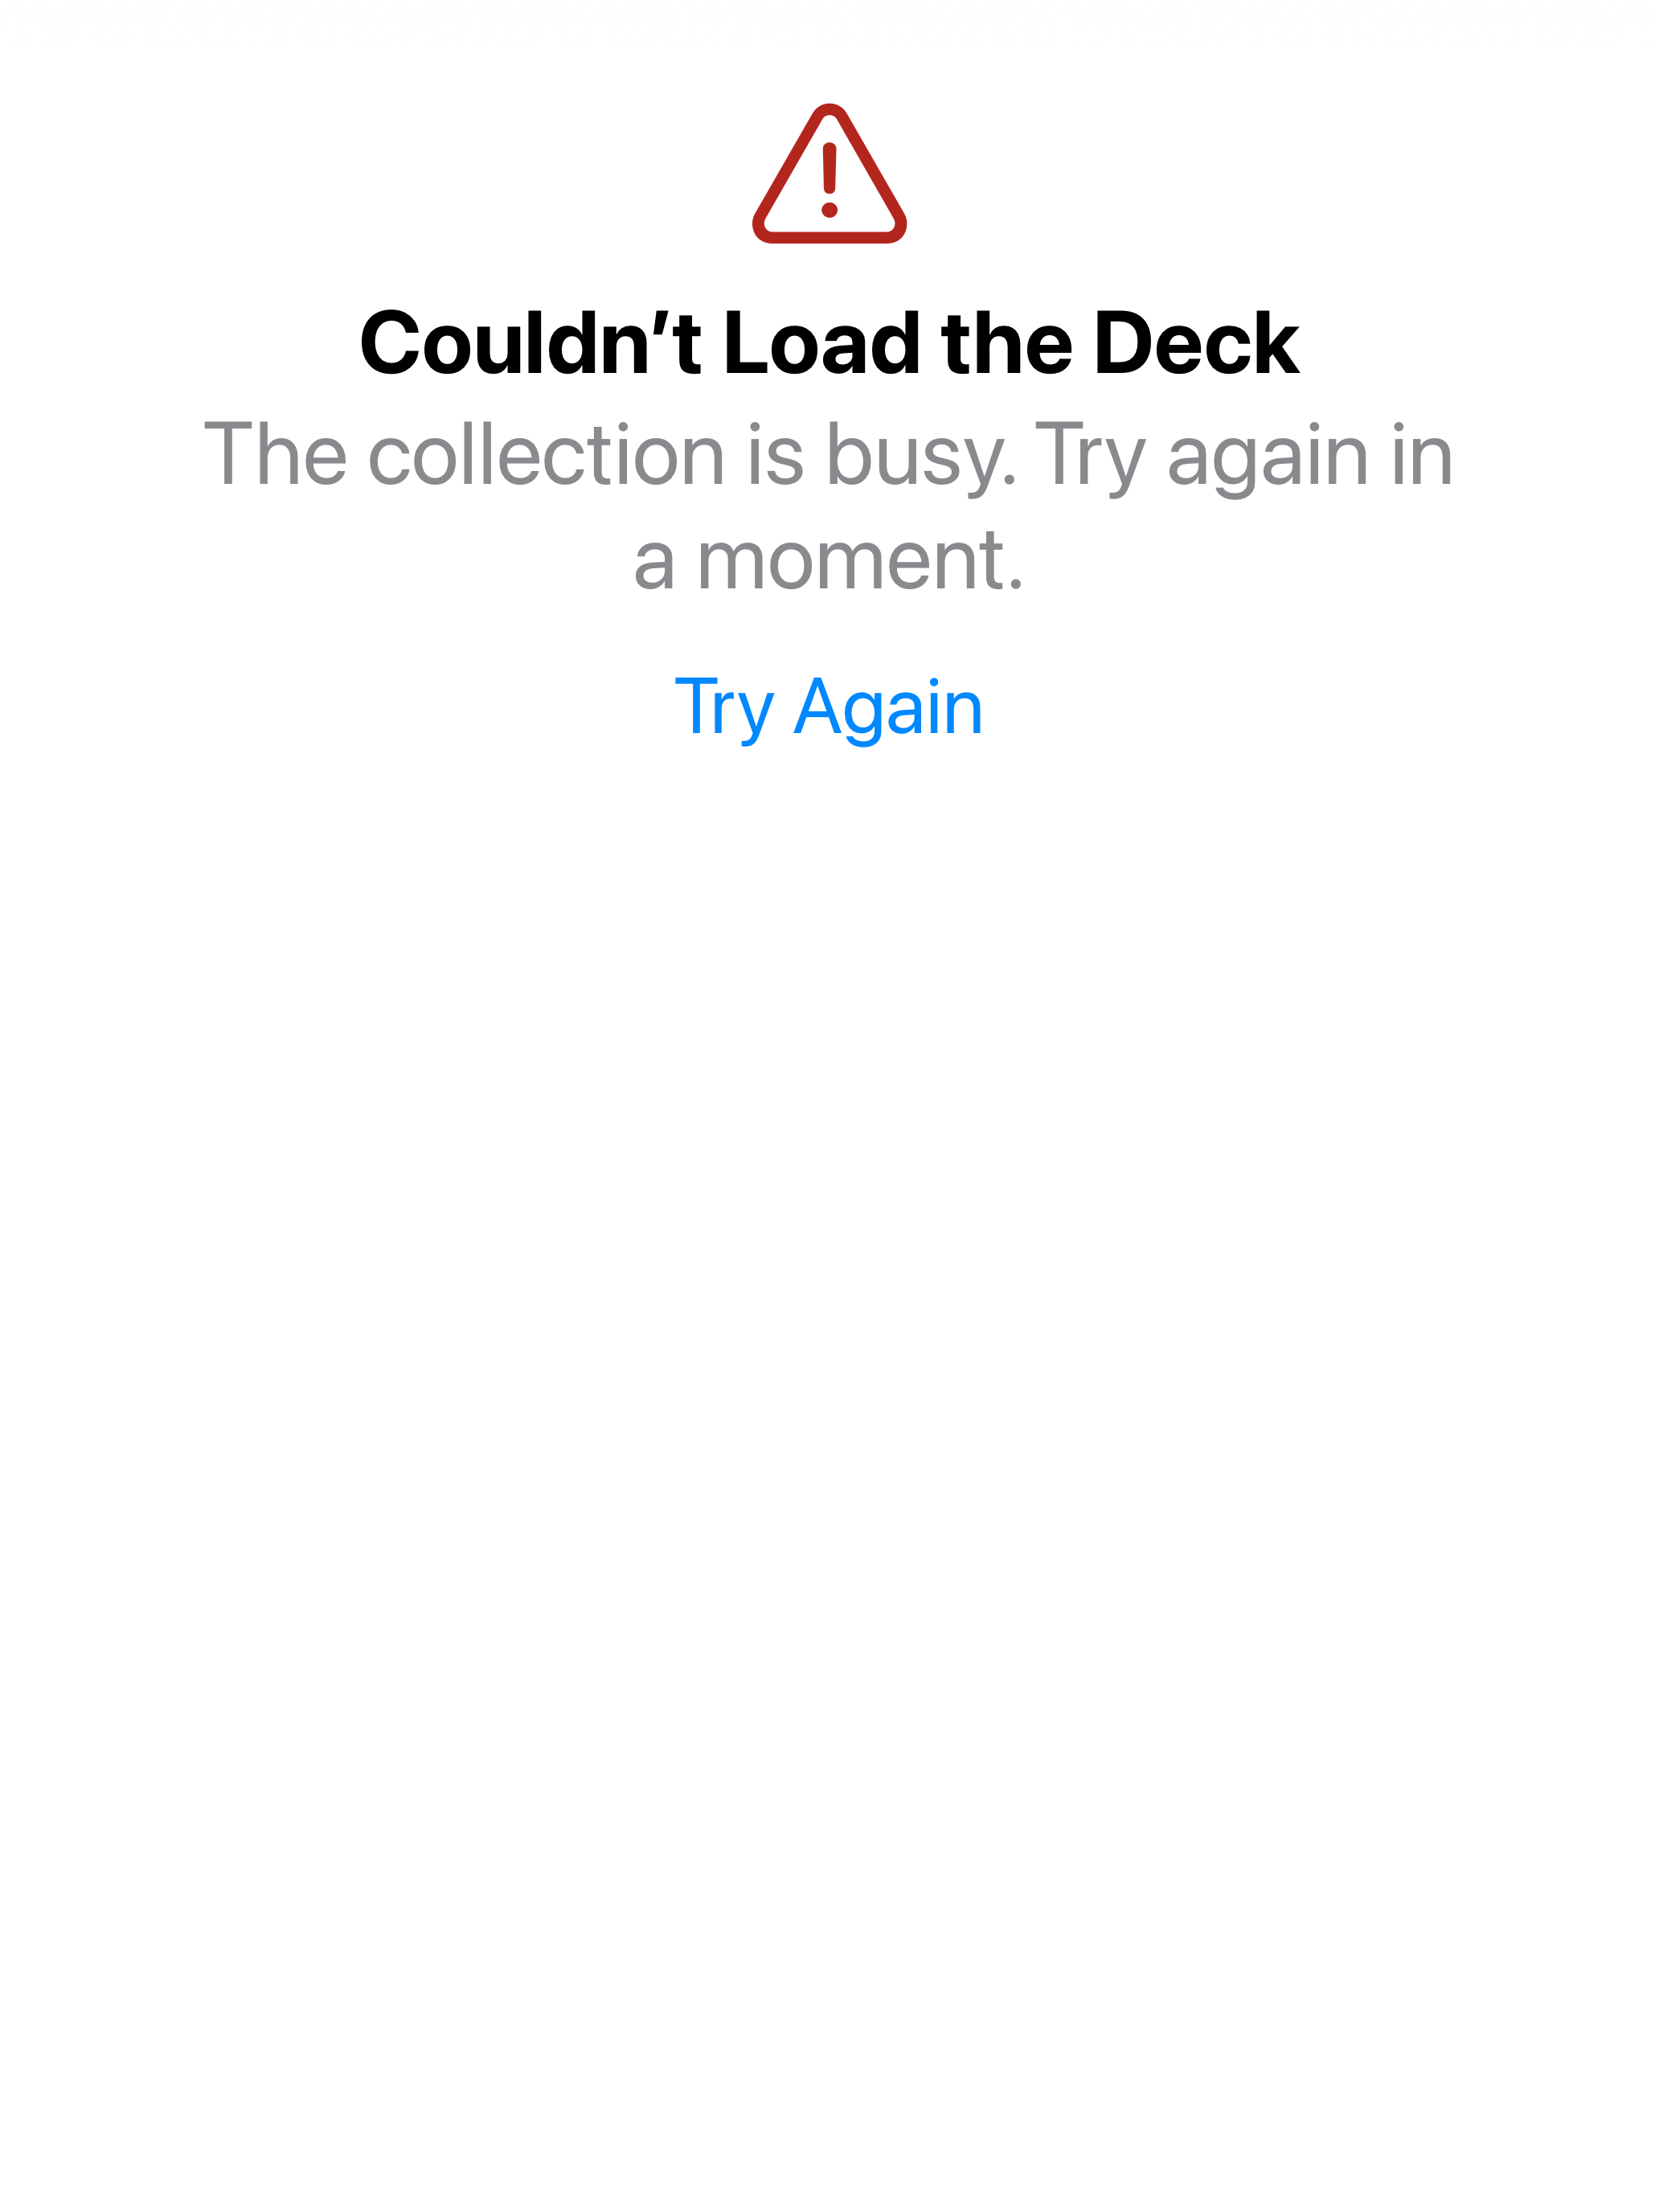 Couldn’t Load the Deck
The collection is busy. Try again in
a moment.
Try Again